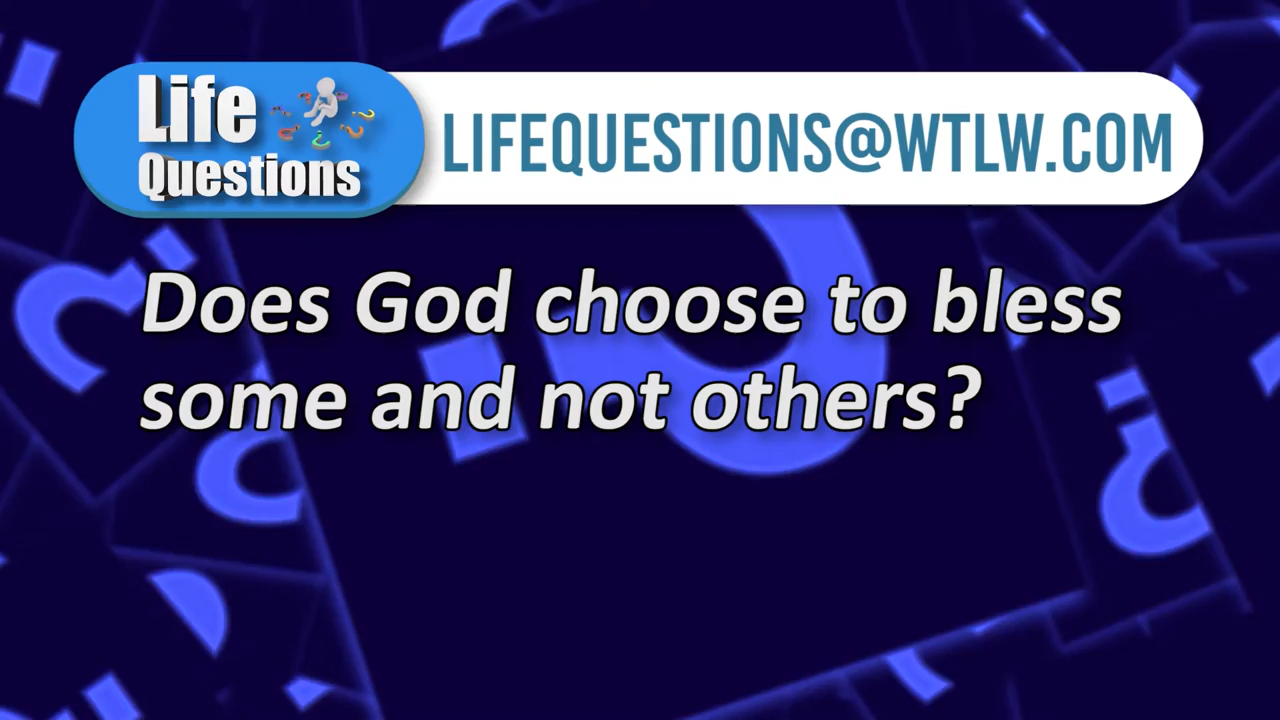 Life
Questions
LIFEQUESTIONS@WTLW.COM
Does God choose to bless
some and not others?